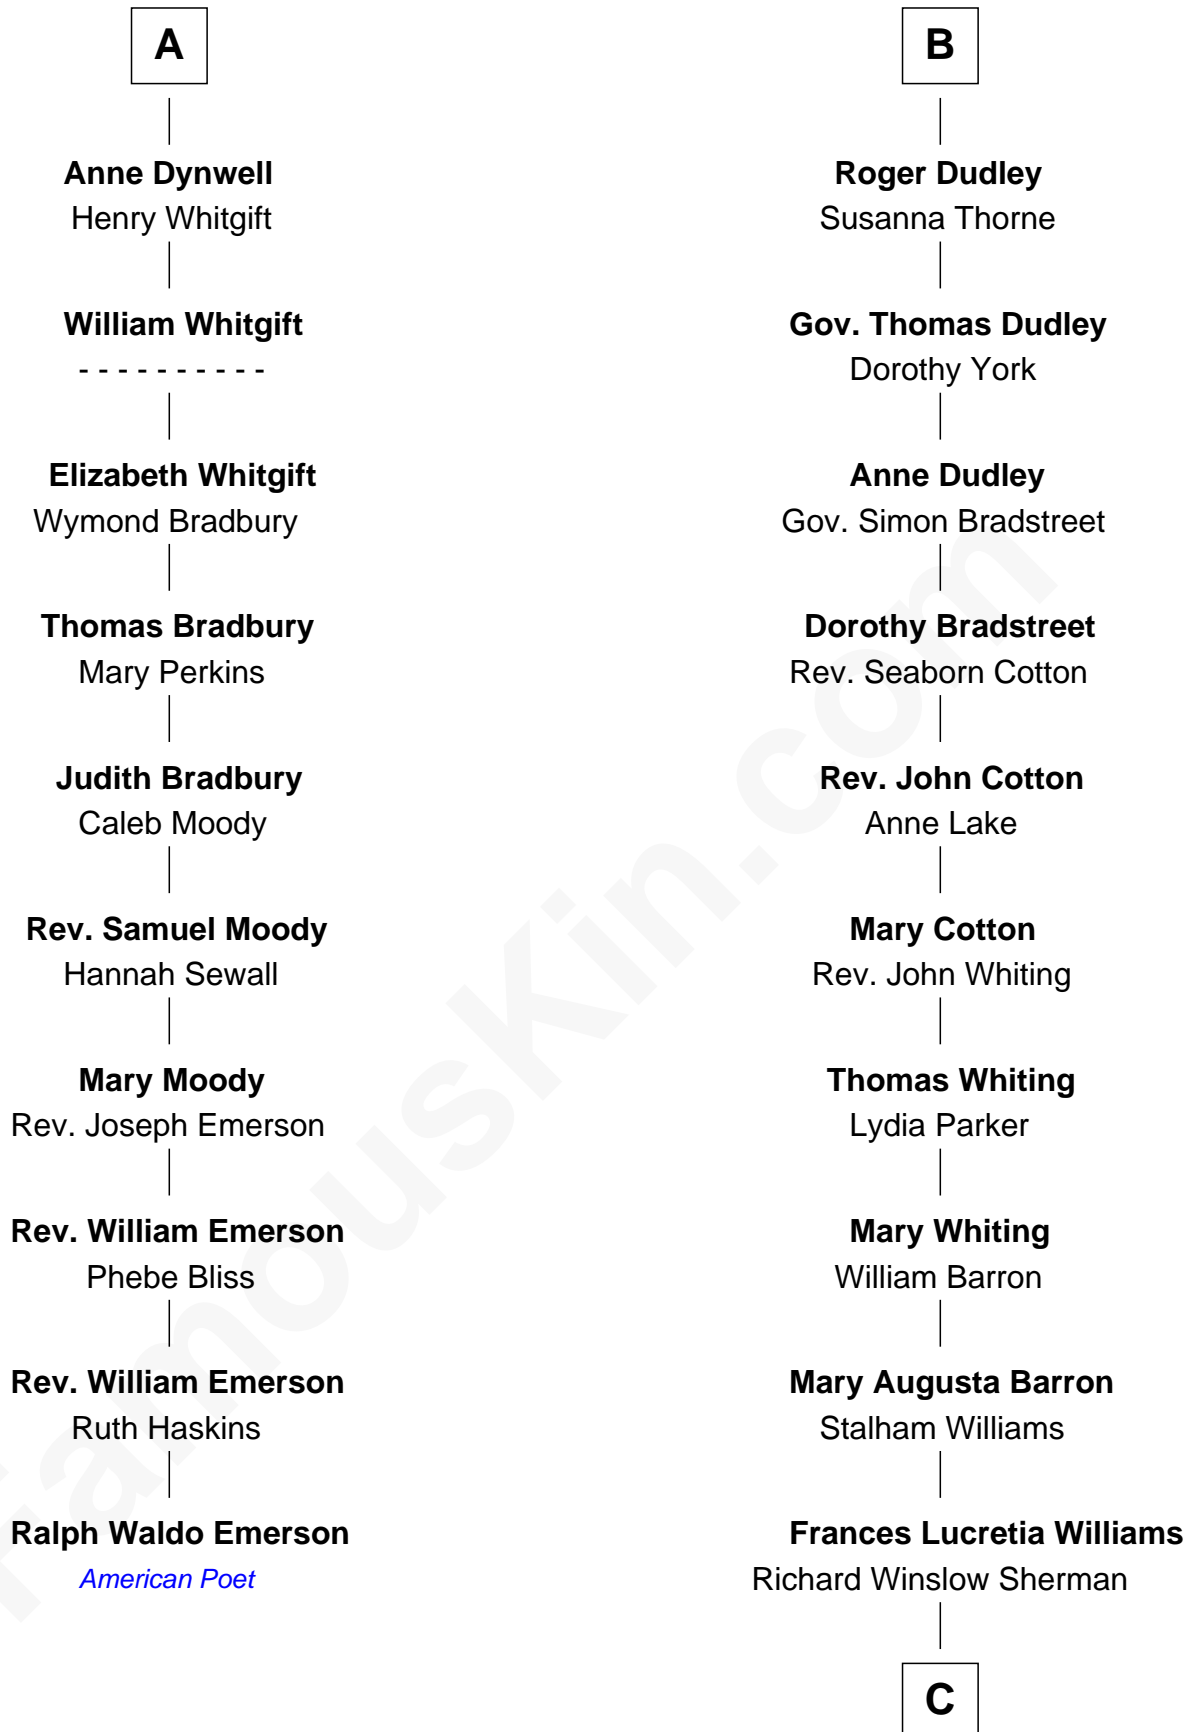 A
Anne Dynwell
Henry Whitgift
William Whitgift
- - - - - - - - - -
Elizabeth Whitgift
Wymond Bradbury
Thomas Bradbury
Mary Perkins
Judith Bradbury
Caleb Moody
Rev. Samuel Moody
Hannah Sewall
Mary Moody
Rev. Joseph Emerson
Rev. William Emerson
Phebe Bliss
Rev. William Emerson
Ruth Haskins
Ralph Waldo Emerson
American Poet
B
Roger Dudley
Susanna Thorne
Gov. Thomas Dudley
Dorothy York
Anne Dudley
Gov. Simon Bradstreet
Dorothy Bradstreet
Rev. Seaborn Cotton
Rev. John Cotton
Anne Lake
Mary Cotton
Rev. John Whiting
Thomas Whiting
Lydia Parker
Mary Whiting
William Barron
Mary Augusta Barron
Stalham Williams
Frances Lucretia Williams
Richard Winslow Sherman
C
FamousKin.com